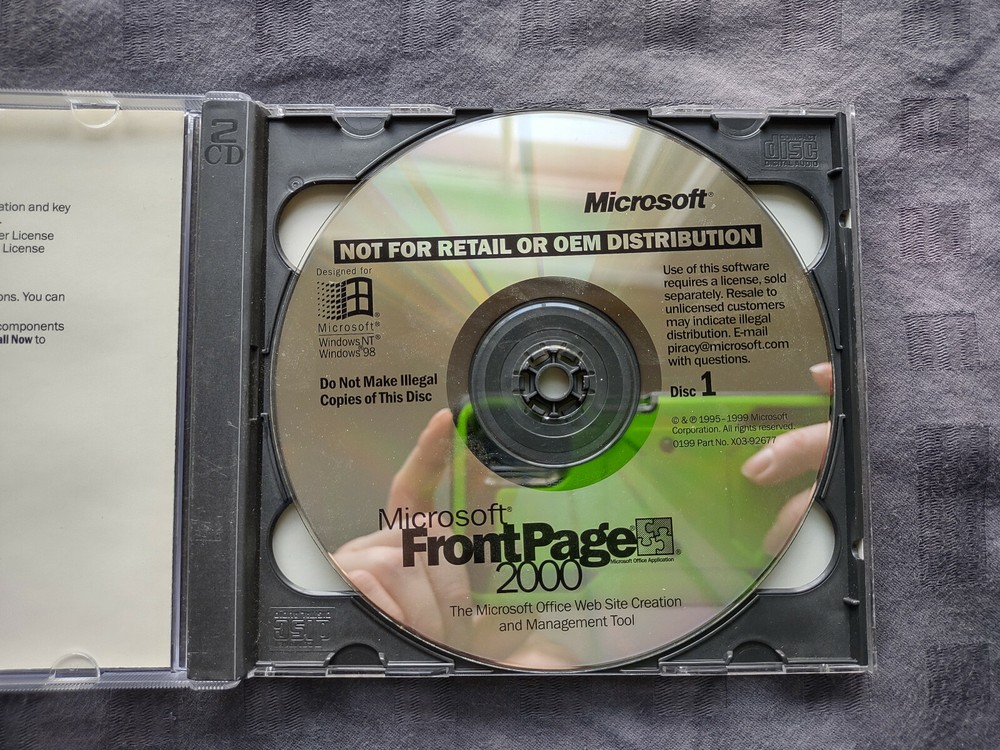 ation and key
er License
License
ons. You can
components
all Now to
2
CD
COMPACT
disc
DIGITAL AUDIO
Microsoft®
NOT FOR RETAIL OR OEM DISTRIBUTION
Designed for
Microsoft®
Windows NT®
Windows®98
Do Not Make Illegal
Copies of This Disc
Use of this software
requires a license, sold
separately. Resale to
unlicensed customers
may indicate illegal
distribution. E-mail
piracy@microsoft.com
with questions.
Disc 1
© & ℗ 1995–1999 Microsoft
Corporation. All rights reserved.
0199 Part No. X03-92677
Microsoft®
FrontPage®
Microsoft Office Application
2000
The Microsoft Office Web Site Creation
and Management Tool